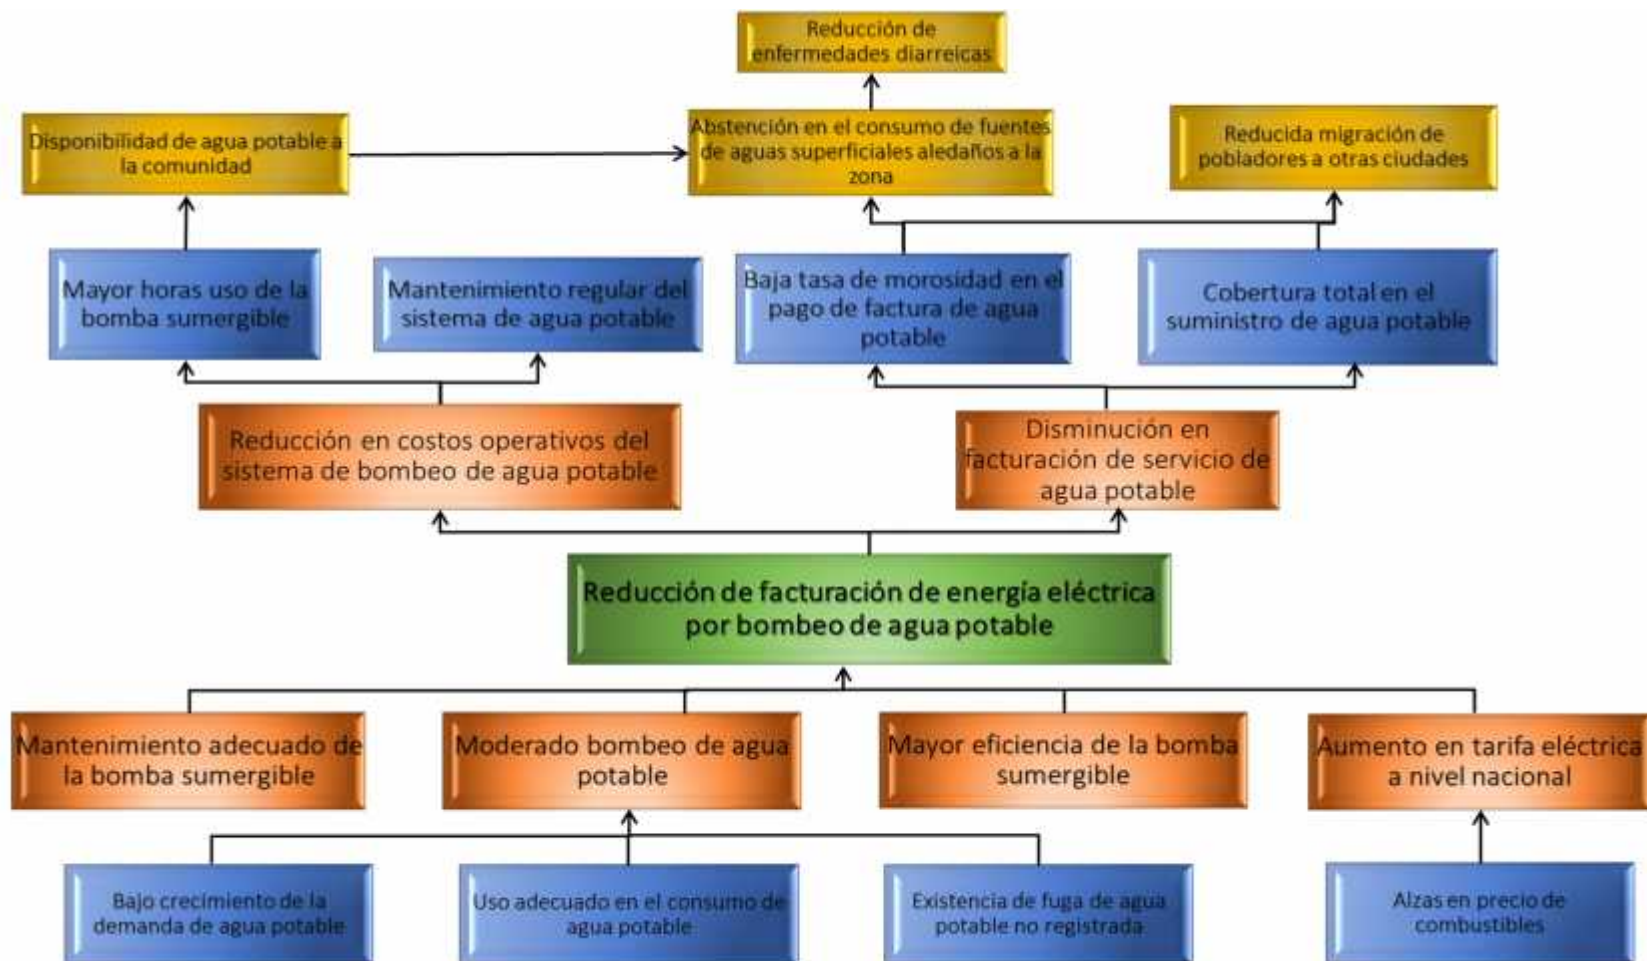 Reducción de
enfermedades diarreicas
Disponibilidad de agua potable a
la comunidad
Abstención en el consumo de fuentes
de aguas superficiales aledaños a la
zona
Reducida migración de
pobladores a otras ciudades
Mayor horas uso de la
bomba sumergible
Mantenimiento regular del
sistema de agua potable
Baja tasa de morosidad en el
pago de factura de agua
potable
Cobertura total en el
suministro de agua potable
Reducción en costos operativos del
sistema de bombeo de agua potable
Disminución en
facturación de servicio de
agua potable
Reducción de facturación de energía eléctrica
por bombeo de agua potable
Mantenimiento adecuado de
la bomba sumergible
Moderado bombeo de agua
potable
Mayor eficiencia de la bomba
sumergible
Aumento en tarifa eléctrica
a nivel nacional
Bajo crecimiento de la
demanda de agua potable
Uso adecuado en el consumo de
agua potable
Existencia de fuga de agua
potable no registrada
Alzas en precio de
combustibles